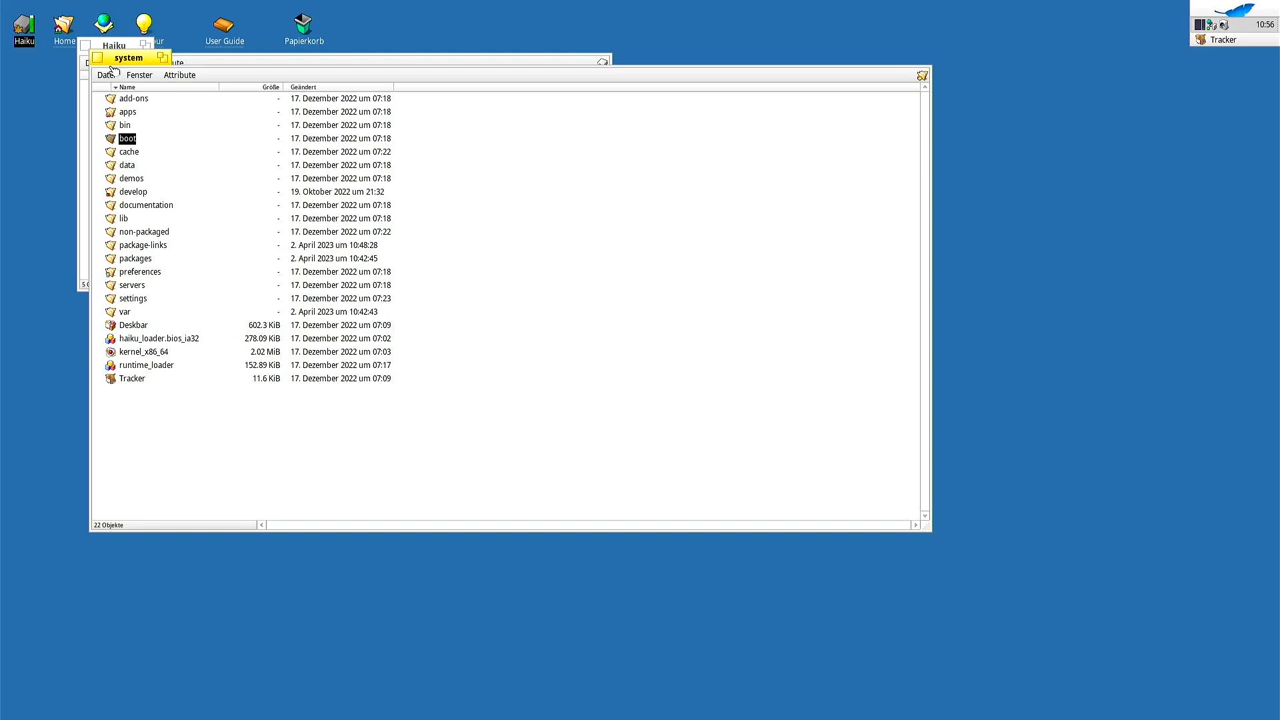 Haiku
Home
User Guide
Papierkorb
10:56
Tracker
Haiku
system
Fenster
Attribute
Name
Größe
Geändert
add-ons - 17. Dezember 2022 um 07:18
apps - 17. Dezember 2022 um 07:18
bin - 17. Dezember 2022 um 07:18
boot - 17. Dezember 2022 um 07:18
cache - 17. Dezember 2022 um 07:22
data - 17. Dezember 2022 um 07:18
demos - 17. Dezember 2022 um 07:18
develop - 19. Oktober 2022 um 21:32
documentation - 17. Dezember 2022 um 07:18
lib - 17. Dezember 2022 um 07:18
non-packaged - 17. Dezember 2022 um 07:22
package-links - 2. April 2023 um 10:48:28
packages - 2. April 2023 um 10:42:45
preferences - 17. Dezember 2022 um 07:18
servers - 17. Dezember 2022 um 07:18
settings - 17. Dezember 2022 um 07:23
var - 2. April 2023 um 10:42:43
Deskbar 602.3 KiB 17. Dezember 2022 um 07:09
haiku_loader.bios_ia32 278.09 KiB 17. Dezember 2022 um 07:02
kernel_x86_64 2.02 MiB 17. Dezember 2022 um 07:03
runtime_loader 152.89 KiB 17. Dezember 2022 um 07:17
Tracker 11.6 KiB 17. Dezember 2022 um 07:09
22 Objekte